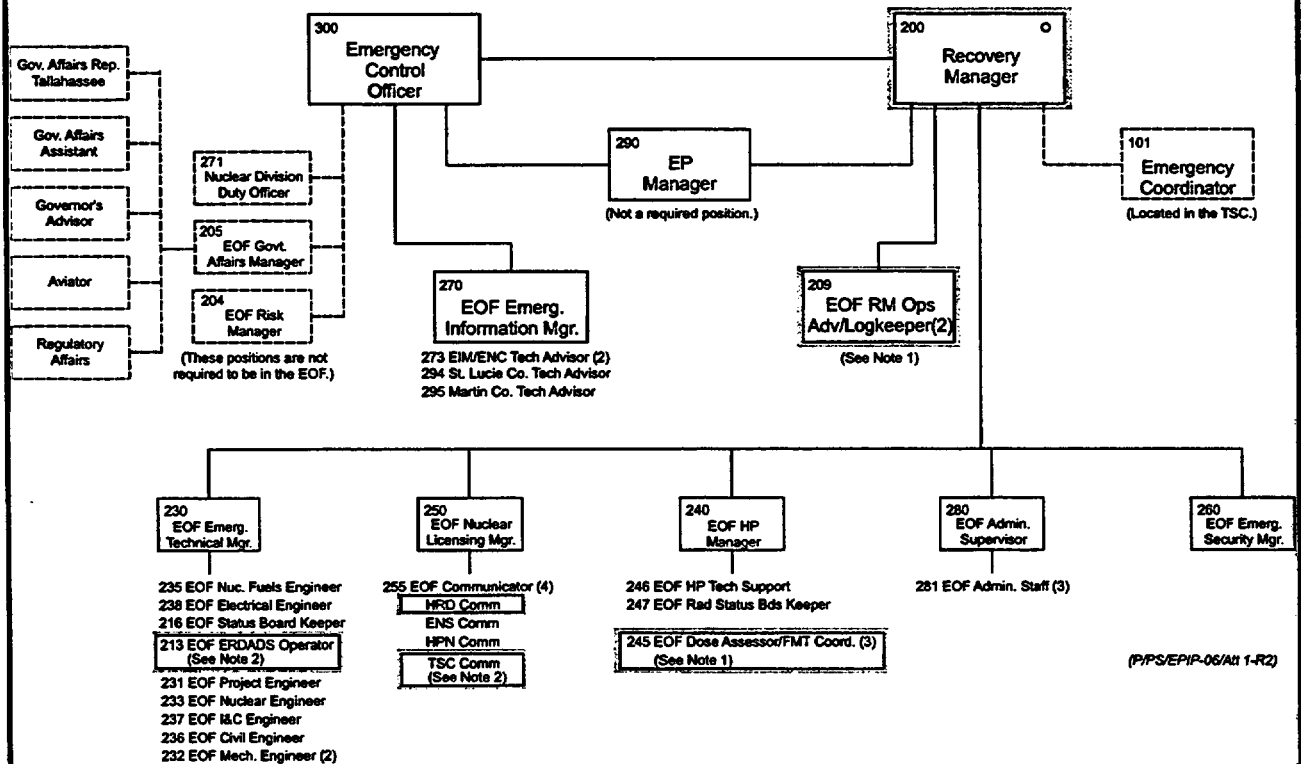 300
Emergency
Control
Officer
200
Recovery
Manager
Gov. Affairs Rep.
Tallahassee
Gov. Affairs
Assistant
Governor's
Advisor
Aviator
Regulatory
Affairs
271
Nuclear Division
Duty Officer
205
EOF Govt.
Affairs Manager
204
EOF Risk
Manager
(These positions are not
required to be in the EOF.)
290
EP
Manager
(Not a required position.)
101
Emergency
Coordinator
(Located in the TSC.)
270
EOF Emerg.
Information Mgr.
273 EIM/ENC Tech Advisor (2)
294 St. Lucie Co. Tech Advisor
295 Martin Co. Tech Advisor
209
EOF RM Ops
Adv/Logkeeper(2)
(See Note 1)
230
EOF Emerg.
Technical Mgr.
235 EOF Nuc. Fuels Engineer
238 EOF Electrical Engineer
216 EOF Status Board Keeper
213 EOF ERDADS Operator
(See Note 2)
231 EOF Project Engineer
233 EOF Nuclear Engineer
237 EOF I&C Engineer
236 EOF Civil Engineer
232 EOF Mech. Engineer (2)
250
EOF Nuclear
Licensing Mgr.
255 EOF Communicator (4)
HRD Comm
ENS Comm
HPN Comm
TSC Comm
(See Note 2)
240
EOF HP
Manager
246 EOF HP Tech Support
247 EOF Rad Status Bds Keeper
245 EOF Dose Assessor/FMT Coord. (3)
(See Note 1)
280
EOF Admin.
Supervisor
281 EOF Admin. Staff (3)
260
EOF Emerg.
Security Mgr.
(P/PS/EPIP-06/Att 1-R2)